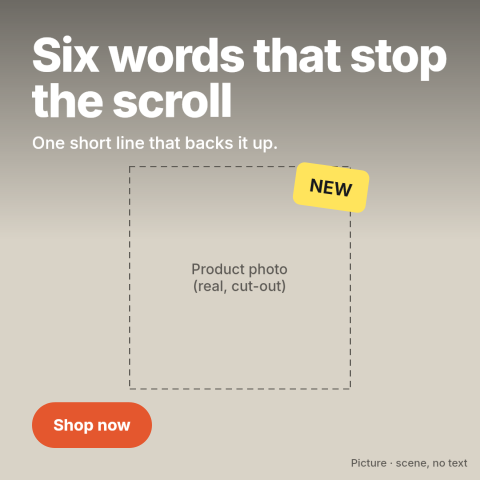 Six words that stop
the scroll
One short line that backs it up.
NEW
Product photo
(real, cut-out)
Shop now
Picture · scene, no text